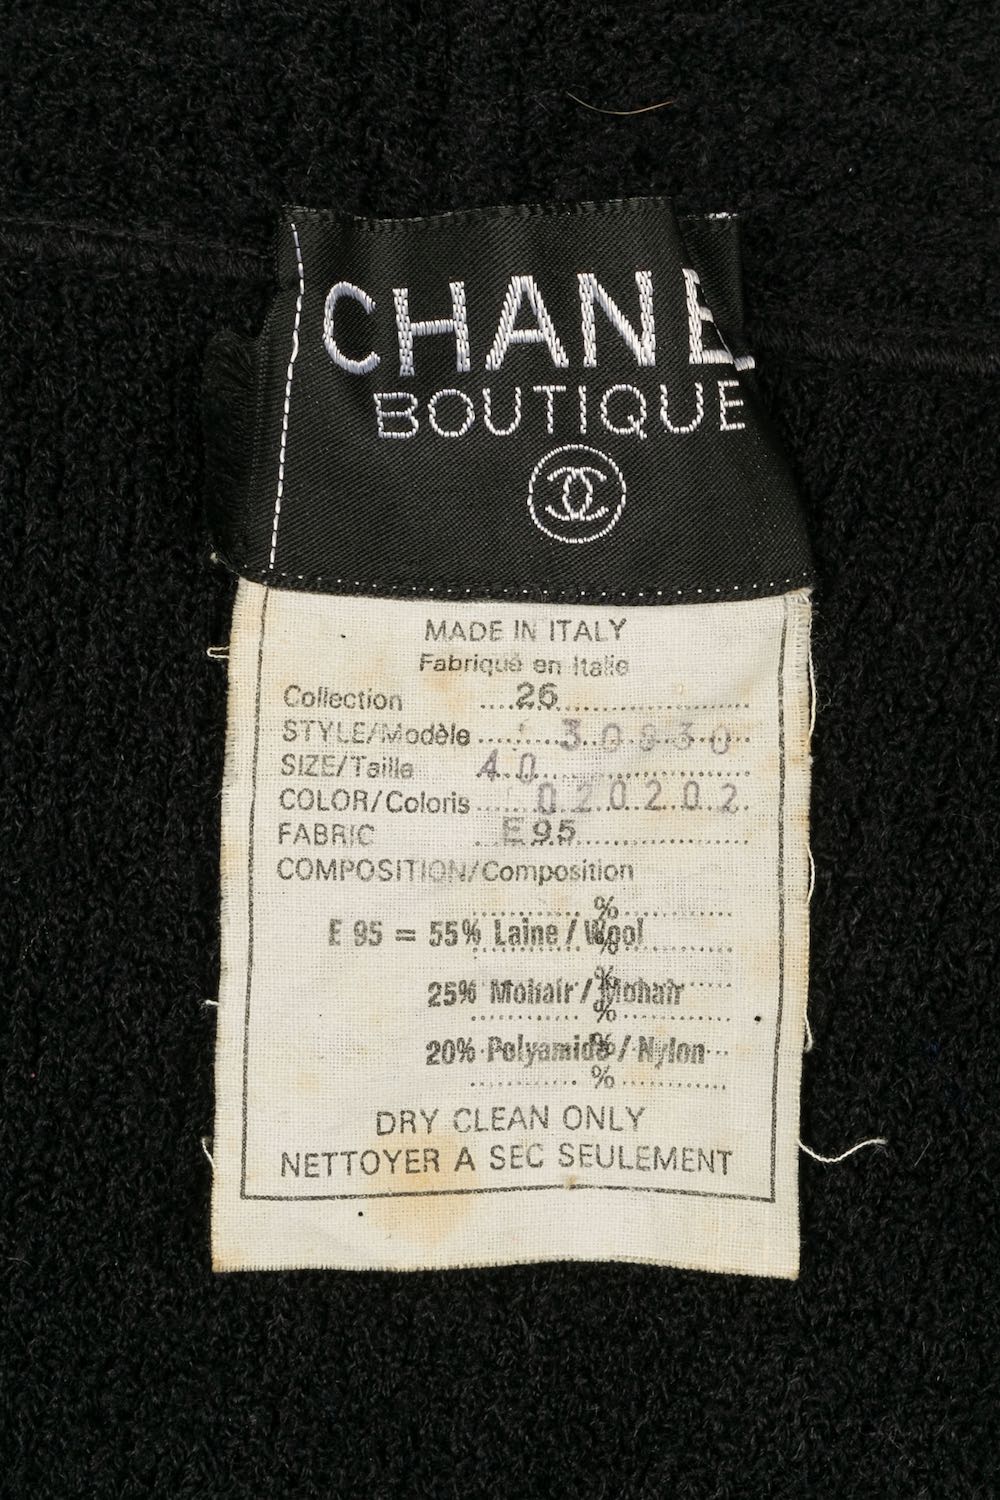 CHANEL
BOUTIQUE
MADE IN ITALY
Fabriqué en Italie
Collection 26
STYLE/Modèle
SIZE/Taille 40
COLOR/Coloris 020202
FABRIC E95
COMPOSITION/Composition
%
E 95 = 55% Laine / Wool
%
%
25% Mohair / Mohair
%
%
20% Polyamide / Nylon
%
DRY CLEAN ONLY
NETTOYER A SEC SEULEMENT